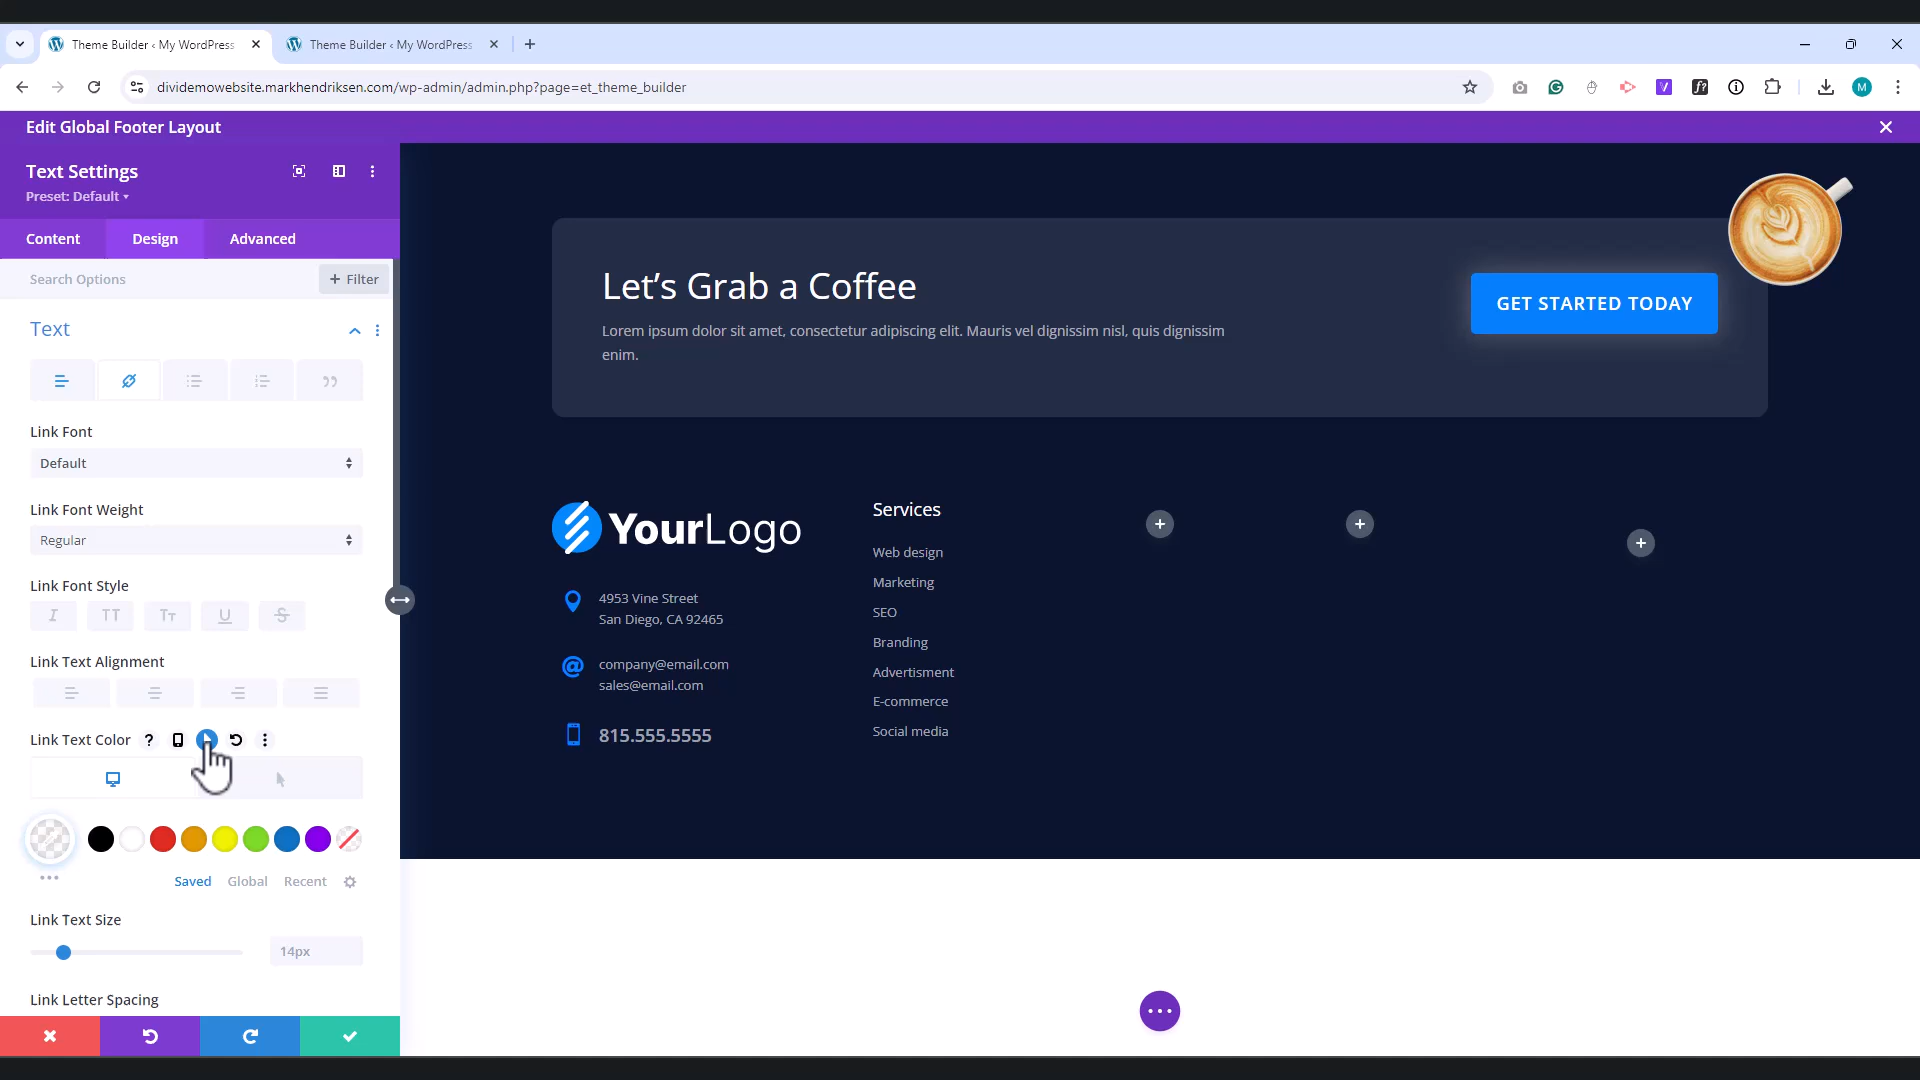 Theme Builder ‹ My WordPress
Theme Builder ‹ My WordPress
dividemowebsite.markhendriksen.com/wp-admin/admin.php?page=et_theme_builder
M
Edit Global Footer Layout
Text Settings
Preset: Default
Content
Design
Advanced
Search Options
+ Filter
Text
Link Font
Default
Link Font Weight
Regular
Link Font Style
I
TT
TT
U
S
Link Text Alignment
Link Text Color ?
Saved
Global
Recent
Link Text Size
14px
Link Letter Spacing
Let’s Grab a Coffee
Lorem ipsum dolor sit amet, consectetur adipiscing elit. Mauris vel dignissim nisl, quis dignissim
enim.
GET STARTED TODAY
YourLogo
4953 Vine Street
San Diego, CA 92465
company@email.com
sales@email.com
815.555.5555
Services
Web design
Marketing
SEO
Branding
Advertisment
E-commerce
Social media